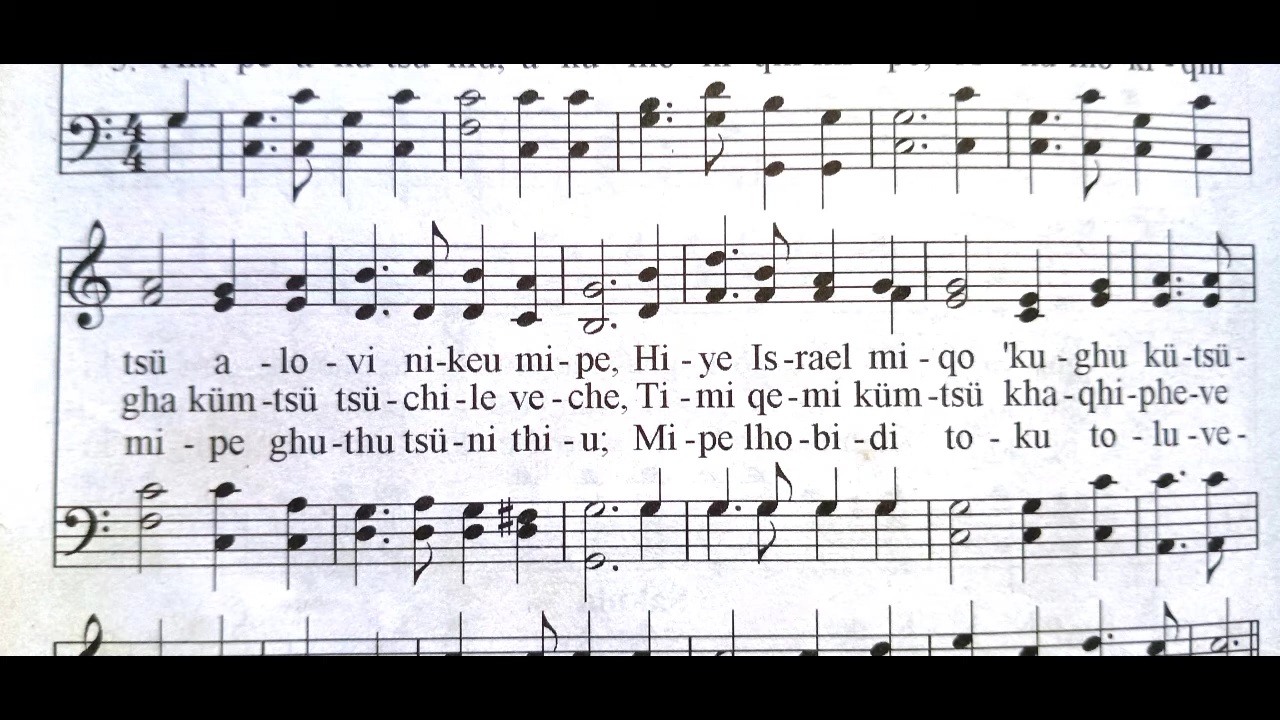 tsü a - lo - vi ni-keu mi-pe, Hi - ye Is-rael mi - qo 'ku - ghu kü-tsü-
gha küm-tsü tsü-chi-le ve-che, Ti - mi qe-mi küm-tsü kha-qhi-phe-ve
mi - pe ghu-thu tsü-ni thi - u; Mi-pe lho-bi - di to - ku to - lu-ve-